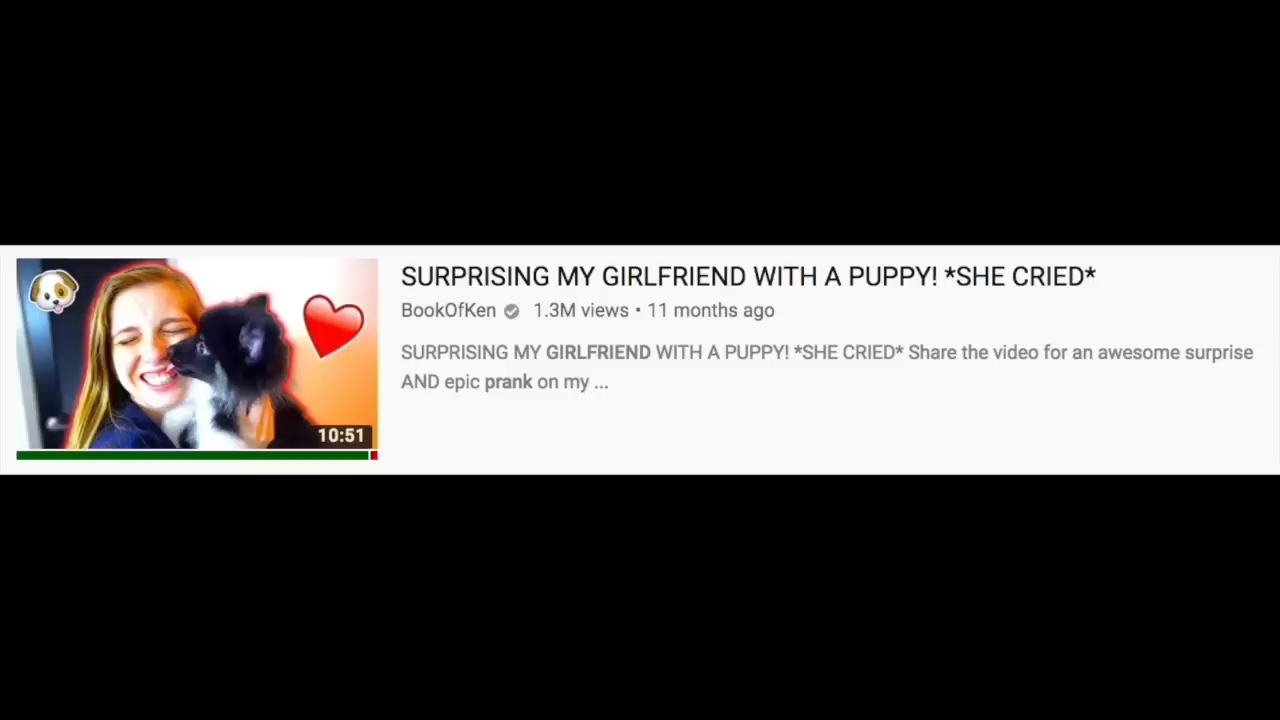 SURPRISING MY GIRLFRIEND WITH A PUPPY! *SHE CRIED*
BookOfKen 1.3M views • 11 months ago
SURPRISING MY GIRLFRIEND WITH A PUPPY! *SHE CRIED* Share the video for an awesome surprise
AND epic prank on my ...
10:51